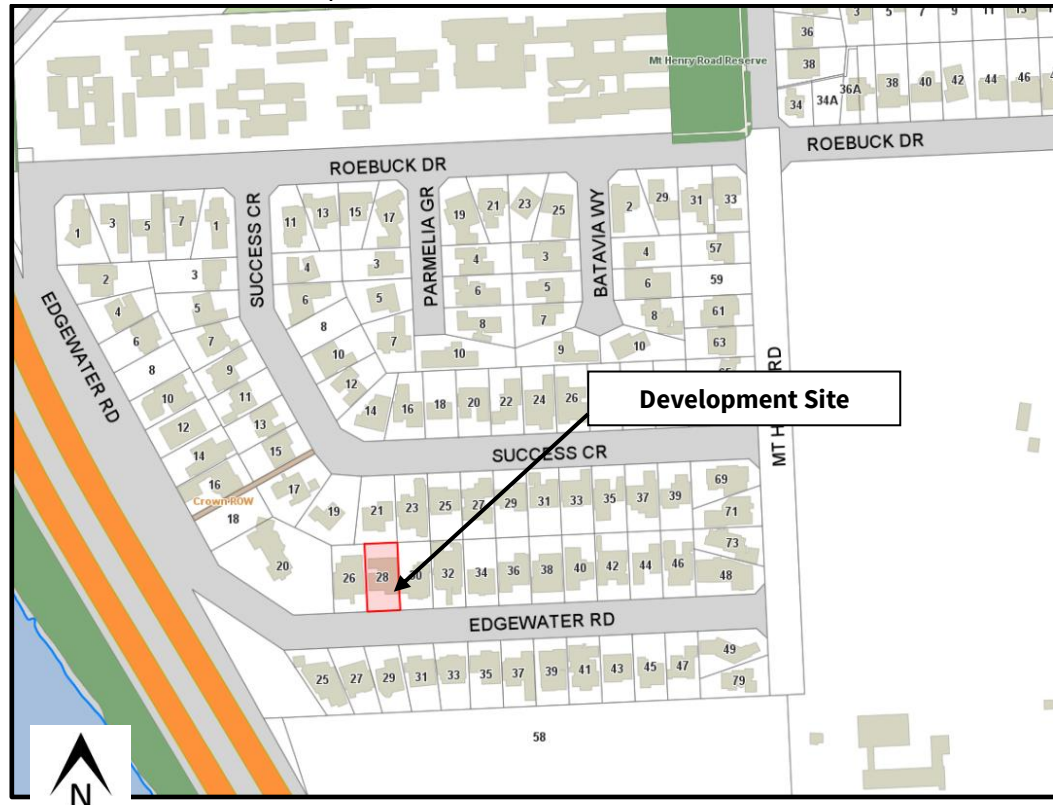 Mt Henry Road Reserve
3 5 7 9 11 13
36
38
34 34A 36A 38 40 42 44 46
ROEBUCK DR
ROEBUCK DR
1 3 5 7 1
SUCCESS CR
11 13 15 17
PARMELIA GR
19 21 23 25
BATAVIA WY
2 29 31 33
2 3
4 3
4 3
4 57
EDGEWATER RD
4 5
6 5
6 5
6 59
6 7
8 7
8 7
8 61
8 9
10
10 9
10 63
10 11
12
12 13
14 16 18 20 22 24 26
Development Site
MT H RD
14 15
SUCCESS CR
16 17
Crown ROW
18 19 21 23 25 27 29 31 33 35 37 39 69
71
73
20 26 28 30 32 34 36 38 40 42 44 46 48
EDGEWATER RD
25 27 29 31 33 35 37 39 41 43 45 47 49
79
58
N